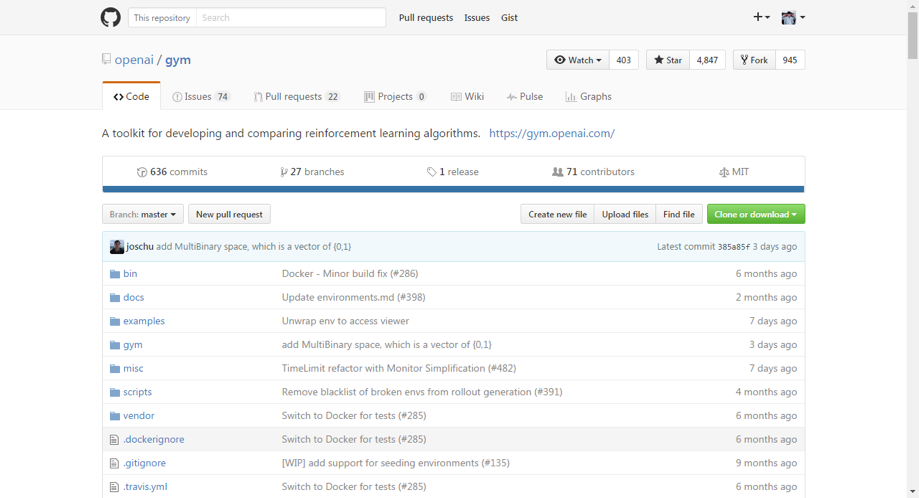 This repository Search Pull requests Issues Gist
openai / gym Watch 403 Star 4,847 Fork 945
Code Issues 74 Pull requests 22 Projects 0 Wiki Pulse Graphs
A toolkit for developing and comparing reinforcement learning algorithms. https://gym.openai.com/
636 commits 27 branches 1 release 71 contributors MIT
Branch: master New pull request Create new file Upload files Find file Clone or download
joschu add MultiBinary space, which is a vector of {0,1} Latest commit 385a85f 3 days ago
bin Docker - Minor build fix (#286) 6 months ago
docs Update environments.md (#398) 2 months ago
examples Unwrap env to access viewer 7 days ago
gym add MultiBinary space, which is a vector of {0,1} 3 days ago
misc TimeLimit refactor with Monitor Simplification (#482) 7 days ago
scripts Remove blacklist of broken envs from rollout generation (#391) 4 months ago
vendor Switch to Docker for tests (#285) 6 months ago
.dockerignore Switch to Docker for tests (#285) 6 months ago
.gitignore [WIP] add support for seeding environments (#135) 9 months ago
.travis.yml Switch to Docker for tests (#285) 6 months ago